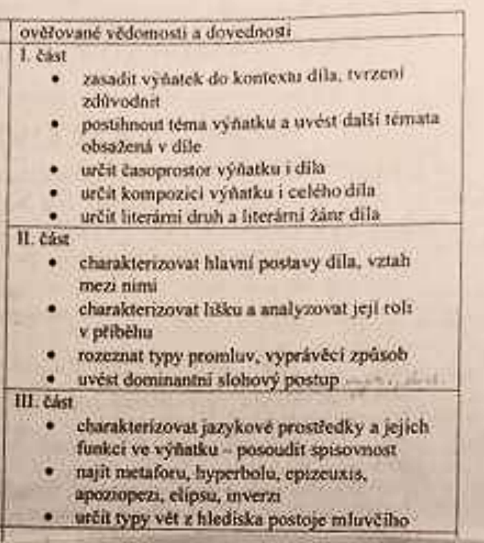 ověřované vědomosti a dovednosti
I. část
• zasadit výňatek do kontextu díla, tvrzení
zdůvodnit
• postihnout téma výňatku a uvést další témata
obsažená v díle
• určit časoprostor výňatku i díla
• určit kompozici výňatku i celého díla
• určit literární druh a literární žánr díla
II. část
• charakterizovat hlavní postavy díla, vztah
mezi nimi
• charakterizovat lišku a analyzovat její roli
v příběhu
• rozeznat typy promluv, vyprávěcí způsob
• uvést dominantní slohový postup
III. část
• charakterizovat jazykové prostředky a jejich
funkci ve výňatku – posoudit spisovnost
• najít metaforu, hyperbolu, epizeuxis,
apoziopezi, elipsu, inverzi
• určit typy vět z hlediska postoje mluvčího